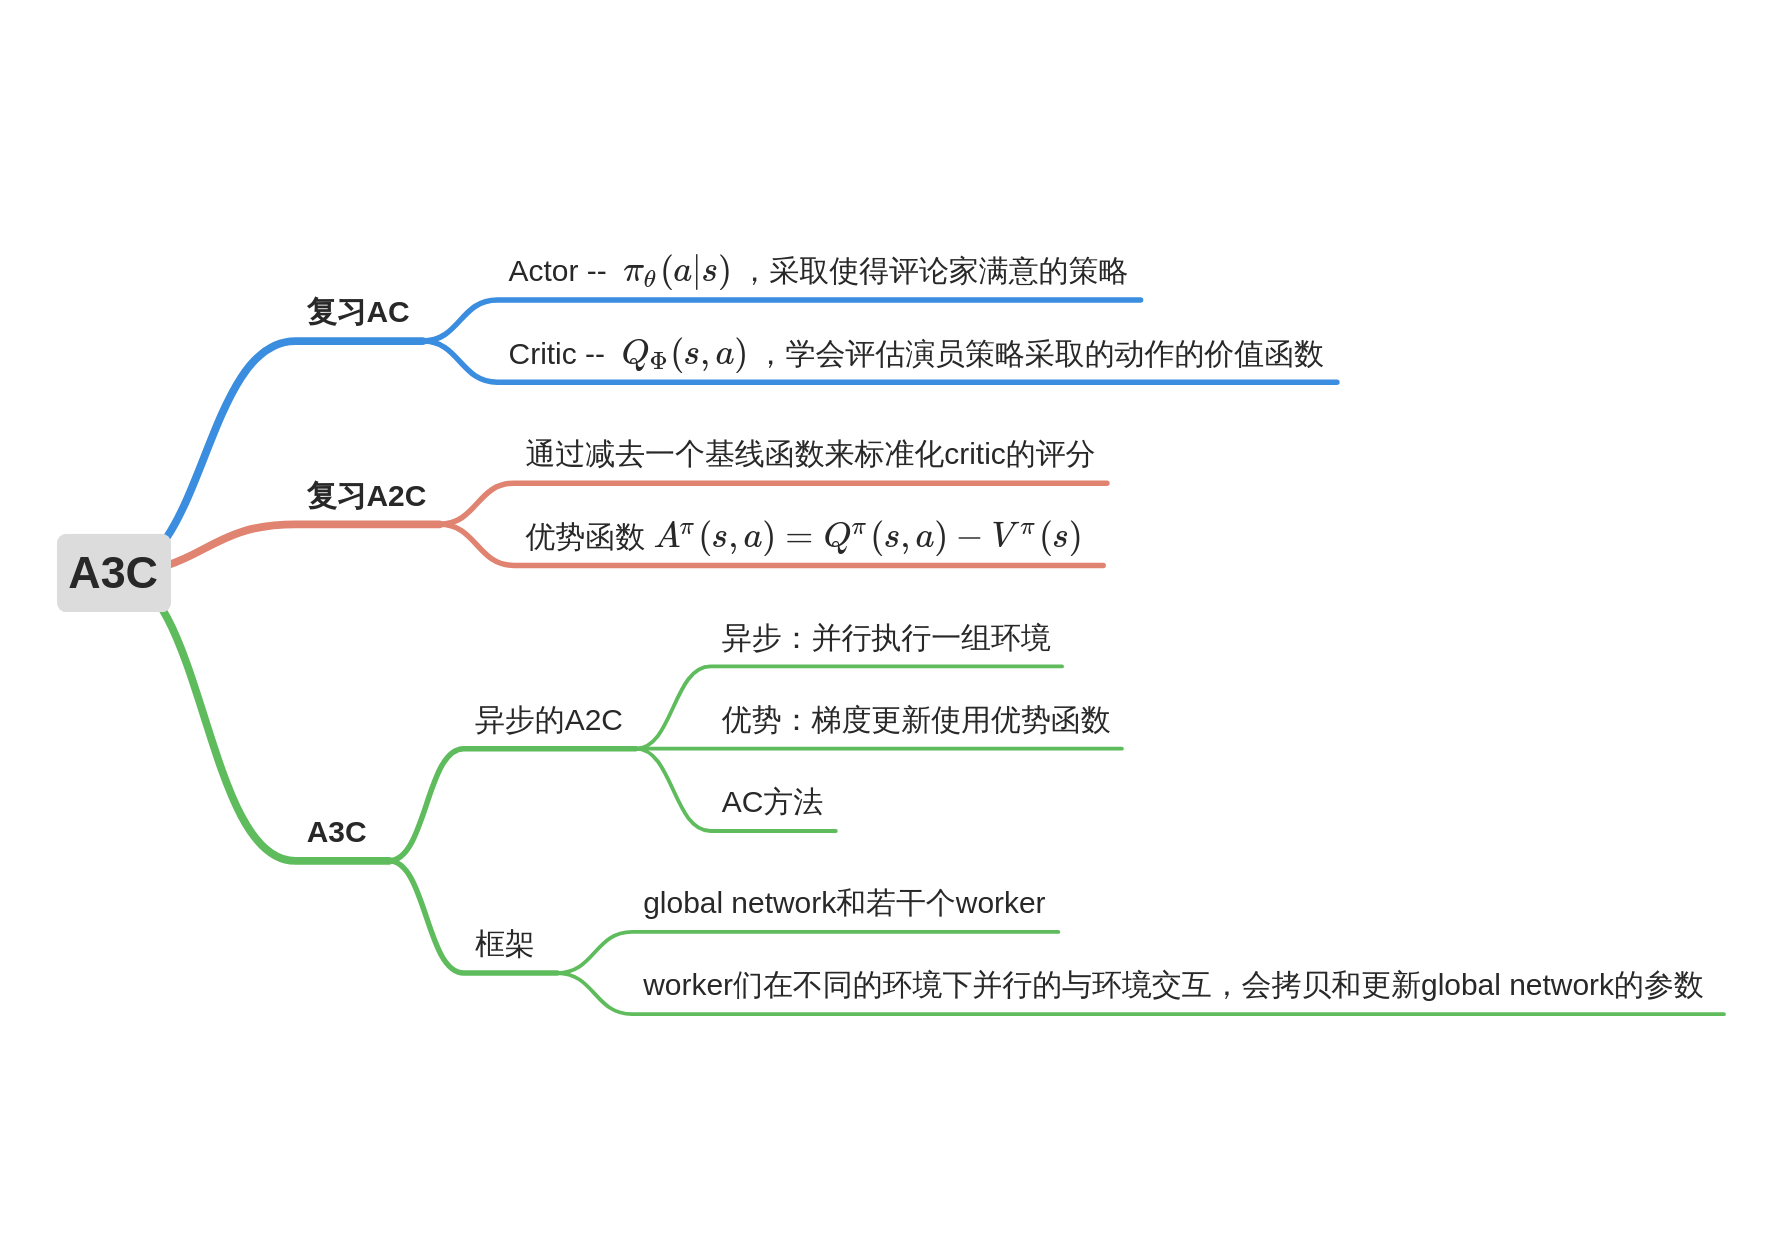 A3C
复习AC
Actor -- $\pi_\theta(a|s)$ ，采取使得评论家满意的策略
Critic -- $Q_\Phi(s,a)$ ，学会评估演员策略采取的动作的价值函数
复习A2C
通过减去一个基线函数来标准化critic的评分
优势函数 $A^\pi(s,a) = Q^\pi(s,a) - V^\pi(s)$
A3C
异步的A2C
异步：并行执行一组环境
优势：梯度更新使用优势函数
AC方法
框架
global network和若干个worker
worker们在不同的环境下并行的与环境交互，会拷贝和更新global network的参数